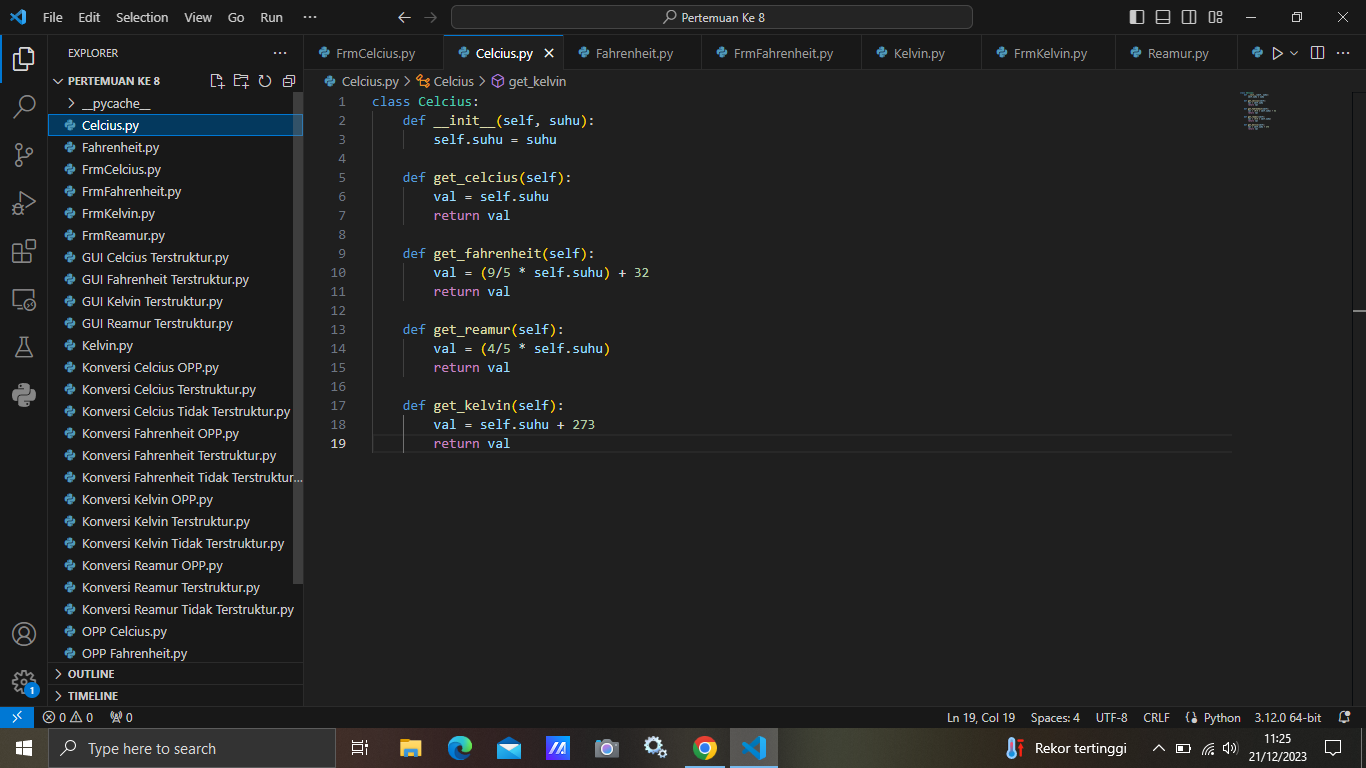 File Edit Selection View Go Run ···
Pertemuan Ke 8
EXPLORER
PERTEMUAN KE 8
__pycache__
Celcius.py
Fahrenheit.py
FrmCelcius.py
FrmFahrenheit.py
FrmKelvin.py
FrmReamur.py
GUI Celcius Terstruktur.py
GUI Fahrenheit Terstruktur.py
GUI Kelvin Terstruktur.py
GUI Reamur Terstruktur.py
Kelvin.py
Konversi Celcius OPP.py
Konversi Celcius Terstruktur.py
Konversi Celcius Tidak Terstruktur.py
Konversi Fahrenheit OPP.py
Konversi Fahrenheit Terstruktur.py
Konversi Fahrenheit Tidak Terstruktur...
Konversi Kelvin OPP.py
Konversi Kelvin Terstruktur.py
Konversi Kelvin Tidak Terstruktur.py
Konversi Reamur OPP.py
Konversi Reamur Terstruktur.py
Konversi Reamur Tidak Terstruktur.py
OPP Celcius.py
OPP Fahrenheit.py
OUTLINE
TIMELINE
FrmCelcius.py Celcius.py Fahrenheit.py FrmFahrenheit.py Kelvin.py FrmKelvin.py Reamur.py
Celcius.py > Celcius > get_kelvin
1 class Celcius:
2     def __init__(self, suhu):
3         self.suhu = suhu
4
5     def get_celcius(self):
6         val = self.suhu
7         return val
8
9     def get_fahrenheit(self):
10         val = (9/5 * self.suhu) + 32
11         return val
12
13     def get_reamur(self):
14         val = (4/5 * self.suhu)
15         return val
16
17     def get_kelvin(self):
18         val = self.suhu + 273
19         return val
1
0 0 0 Ln 19, Col 19 Spaces: 4 UTF-8 CRLF Python 3.12.0 64-bit
Type here to search
Rekor tertinggi
11:25
21/12/2023